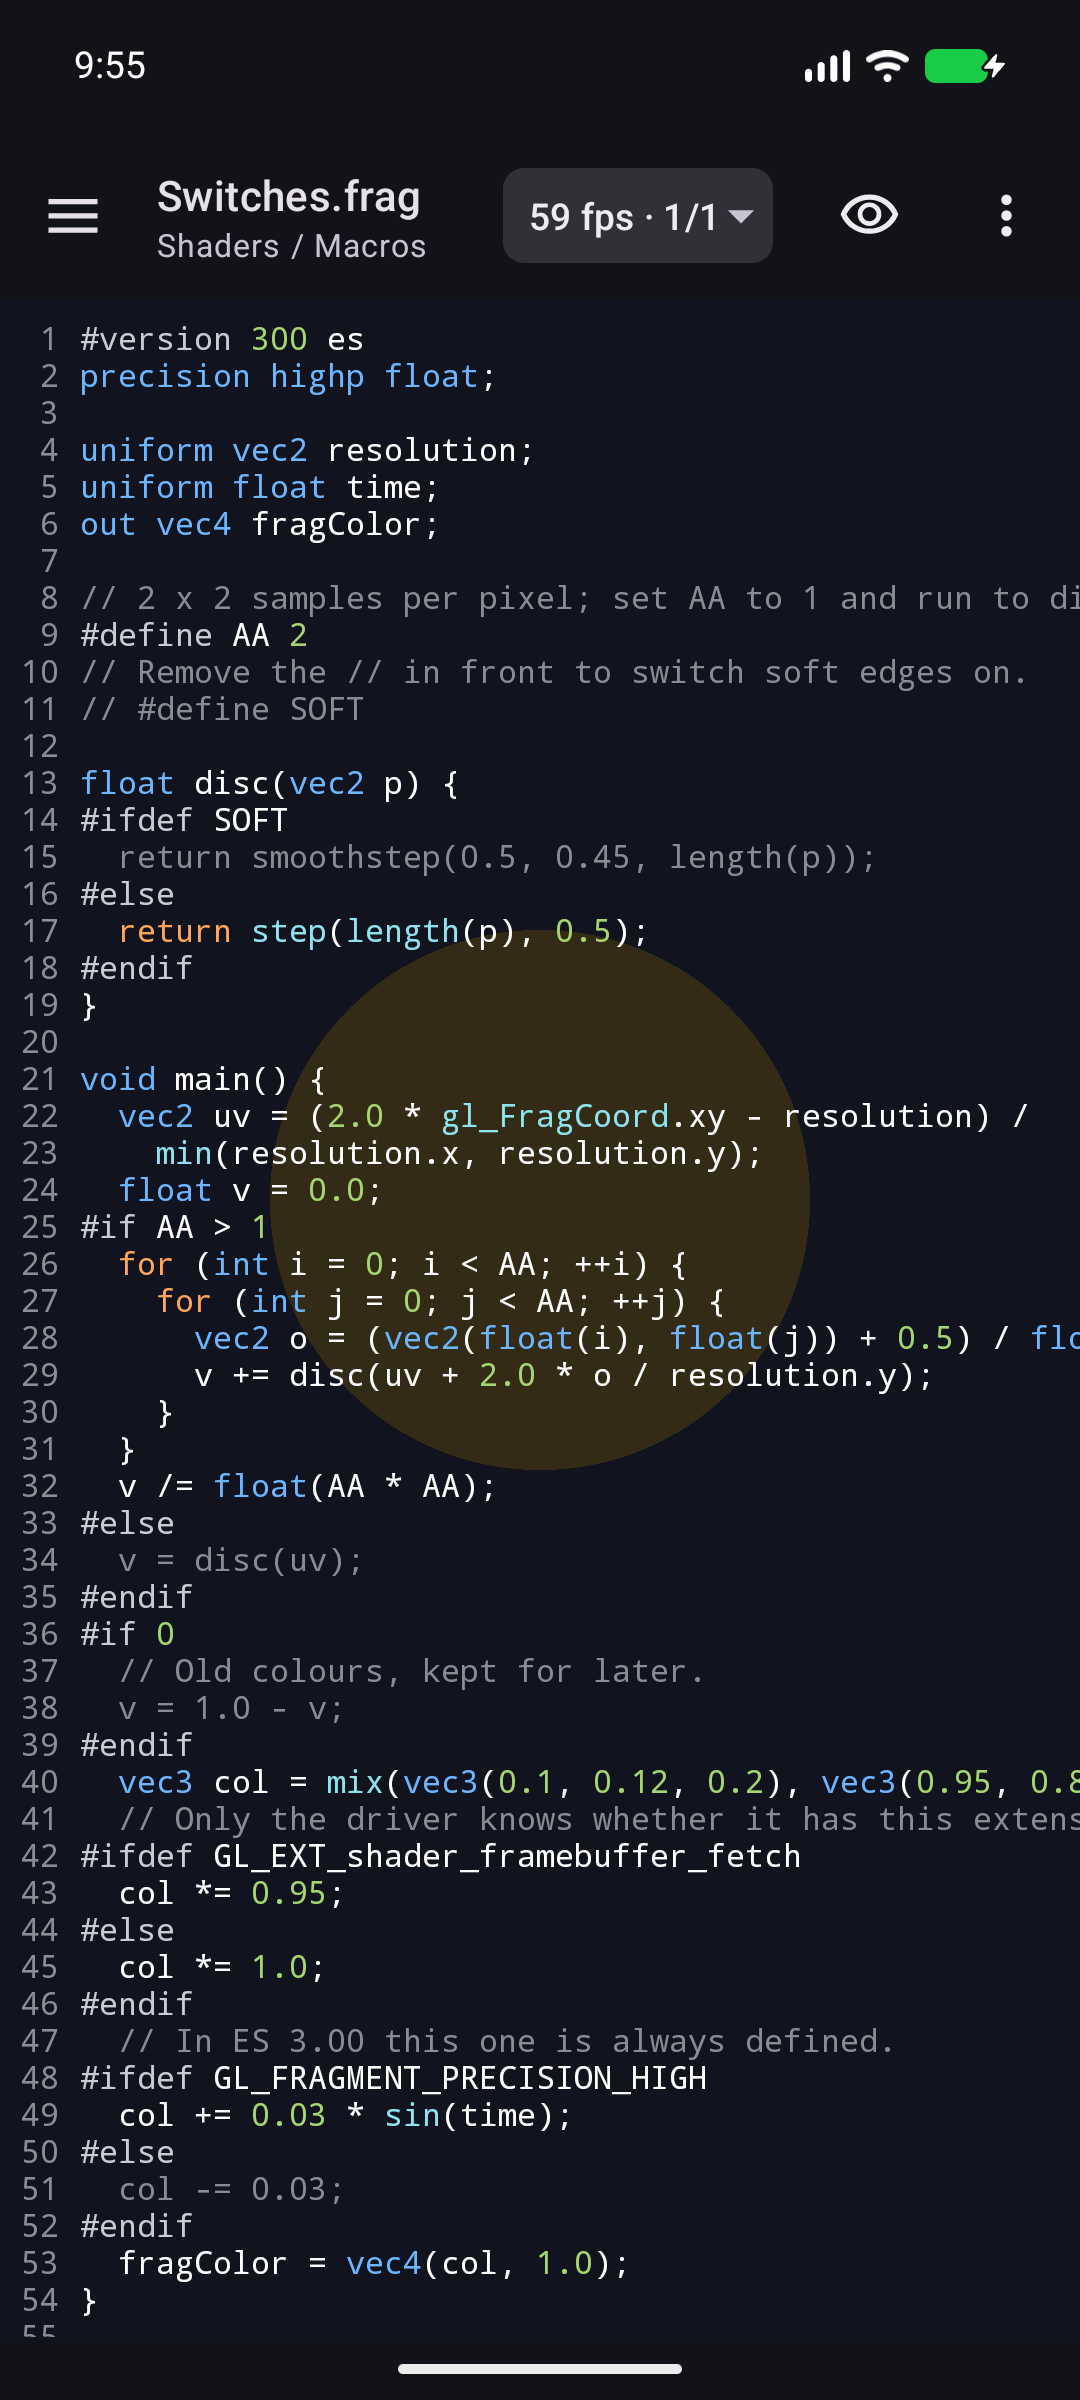 9:55
Switches.frag
Shaders / Macros
59 fps · 1/1
1 #version 300 es
2 precision highp float;
3
4 uniform vec2 resolution;
5 uniform float time;
6 out vec4 fragColor;
7
8 // 2 x 2 samples per pixel; set AA to 1 and run to di
9 #define AA 2
10 // Remove the // in front to switch soft edges on.
11 // #define SOFT
12
13 float disc(vec2 p) {
14 #ifdef SOFT
15   return smoothstep(0.5, 0.45, length(p));
16 #else
17   return step(length(p), 0.5);
18 #endif
19 }
20
21 void main() {
22   vec2 uv = (2.0 * gl_FragCoord.xy - resolution) /
23     min(resolution.x, resolution.y);
24   float v = 0.0;
25 #if AA > 1
26   for (int i = 0; i < AA; ++i) {
27     for (int j = 0; j < AA; ++j) {
28       vec2 o = (vec2(float(i), float(j)) + 0.5) / flo
29       v += disc(uv + 2.0 * o / resolution.y);
30     }
31   }
32   v /= float(AA * AA);
33 #else
34   v = disc(uv);
35 #endif
36 #if 0
37   // Old colours, kept for later.
38   v = 1.0 - v;
39 #endif
40   vec3 col = mix(vec3(0.1, 0.12, 0.2), vec3(0.95, 0.8
41   // Only the driver knows whether it has this extens
42 #ifdef GL_EXT_shader_framebuffer_fetch
43   col *= 0.95;
44 #else
45   col *= 1.0;
46 #endif
47   // In ES 3.00 this one is always defined.
48 #ifdef GL_FRAGMENT_PRECISION_HIGH
49   col += 0.03 * sin(time);
50 #else
51   col -= 0.03;
52 #endif
53   fragColor = vec4(col, 1.0);
54 }
55